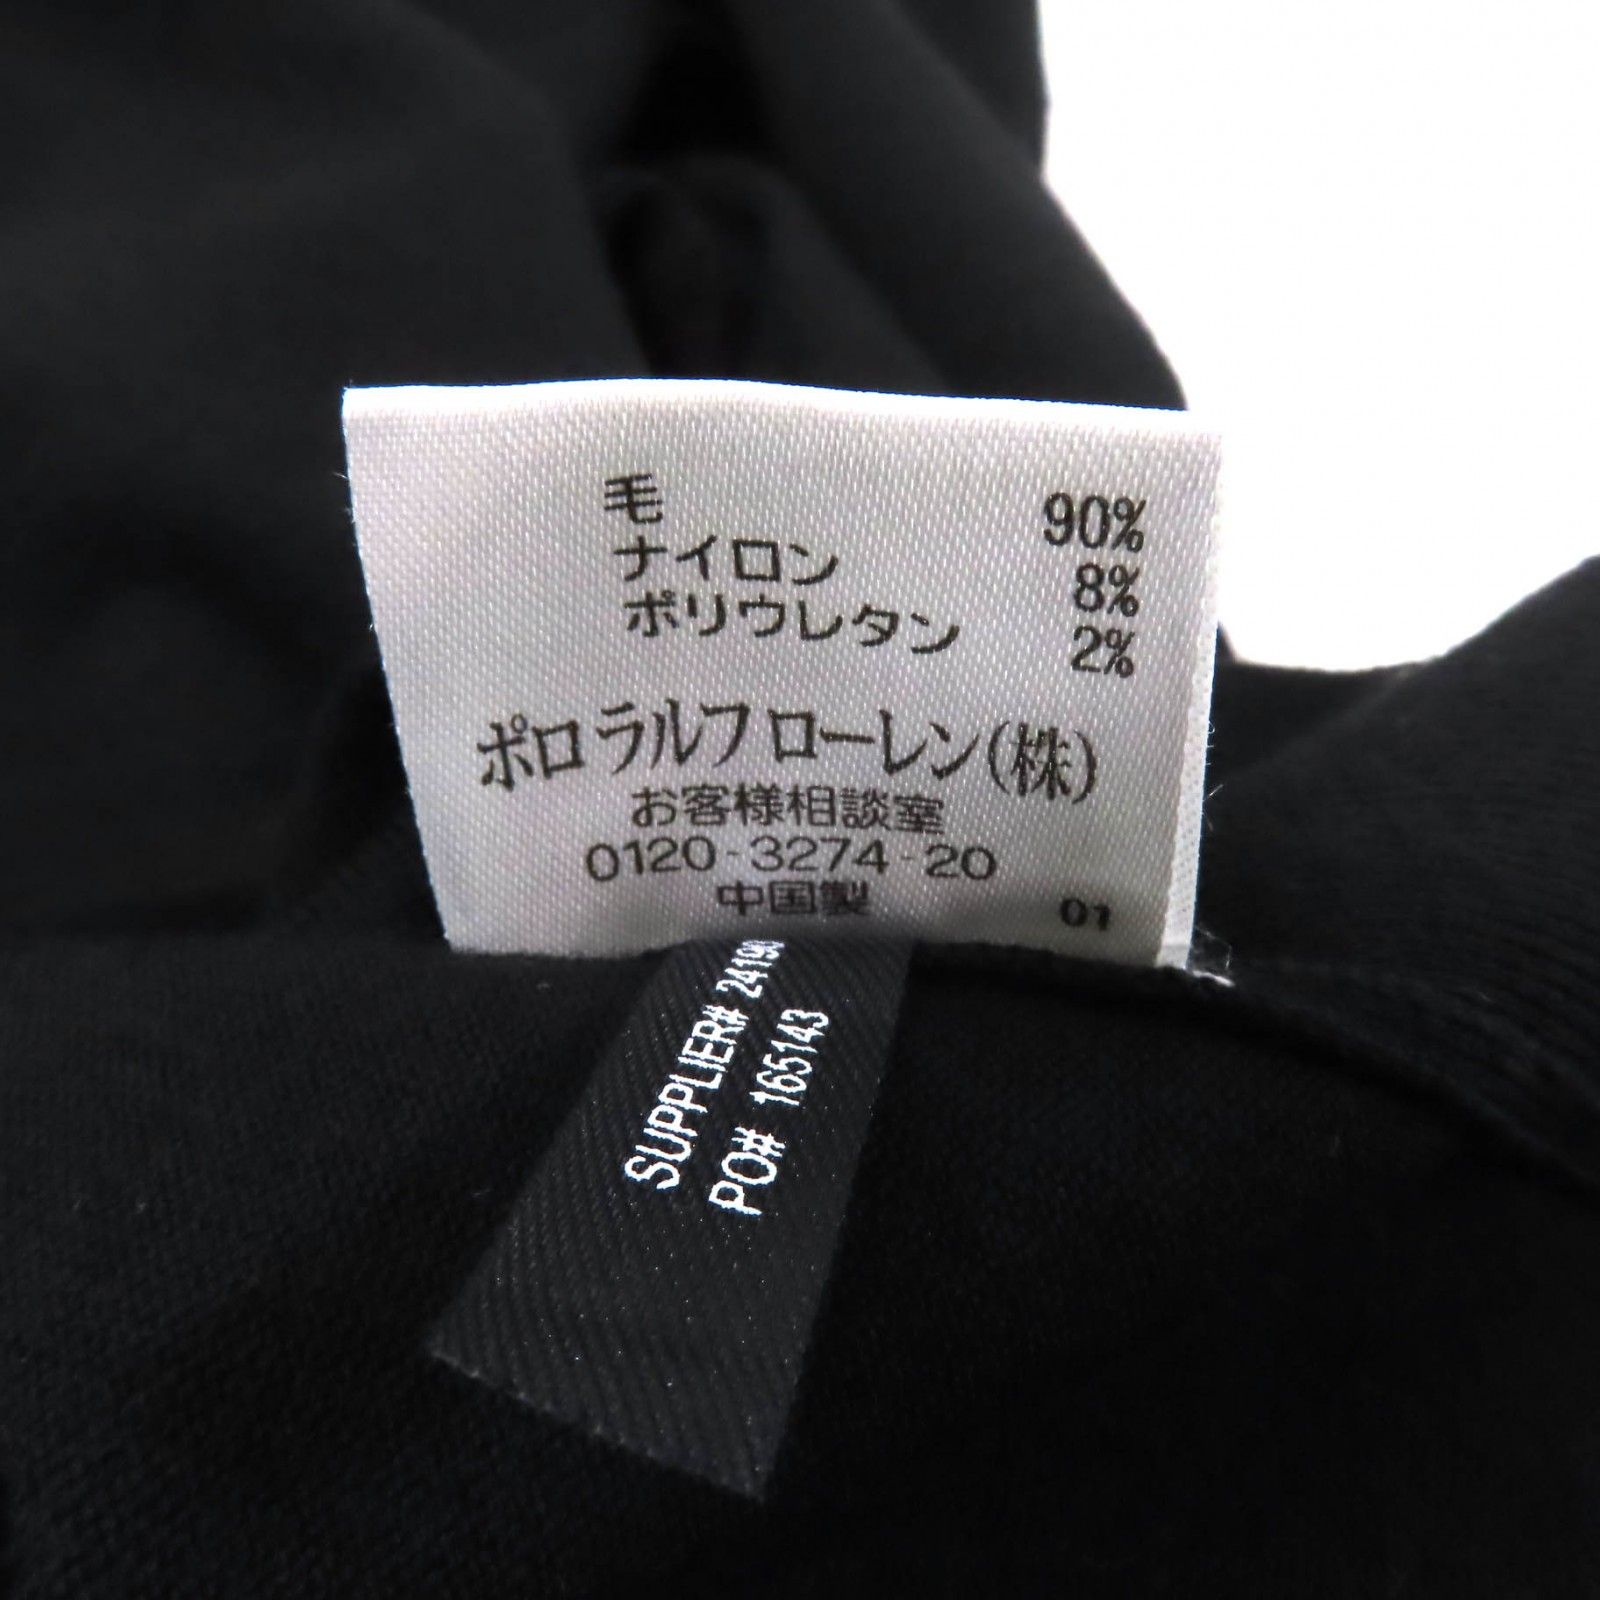 毛 90%
ナイロン 8%
ポリウレタン 2%
ポロ ラルフ ローレン(株)
お客様相談室
0120-3274-20
中国製 01
SUPPLIER#
PO# 165143